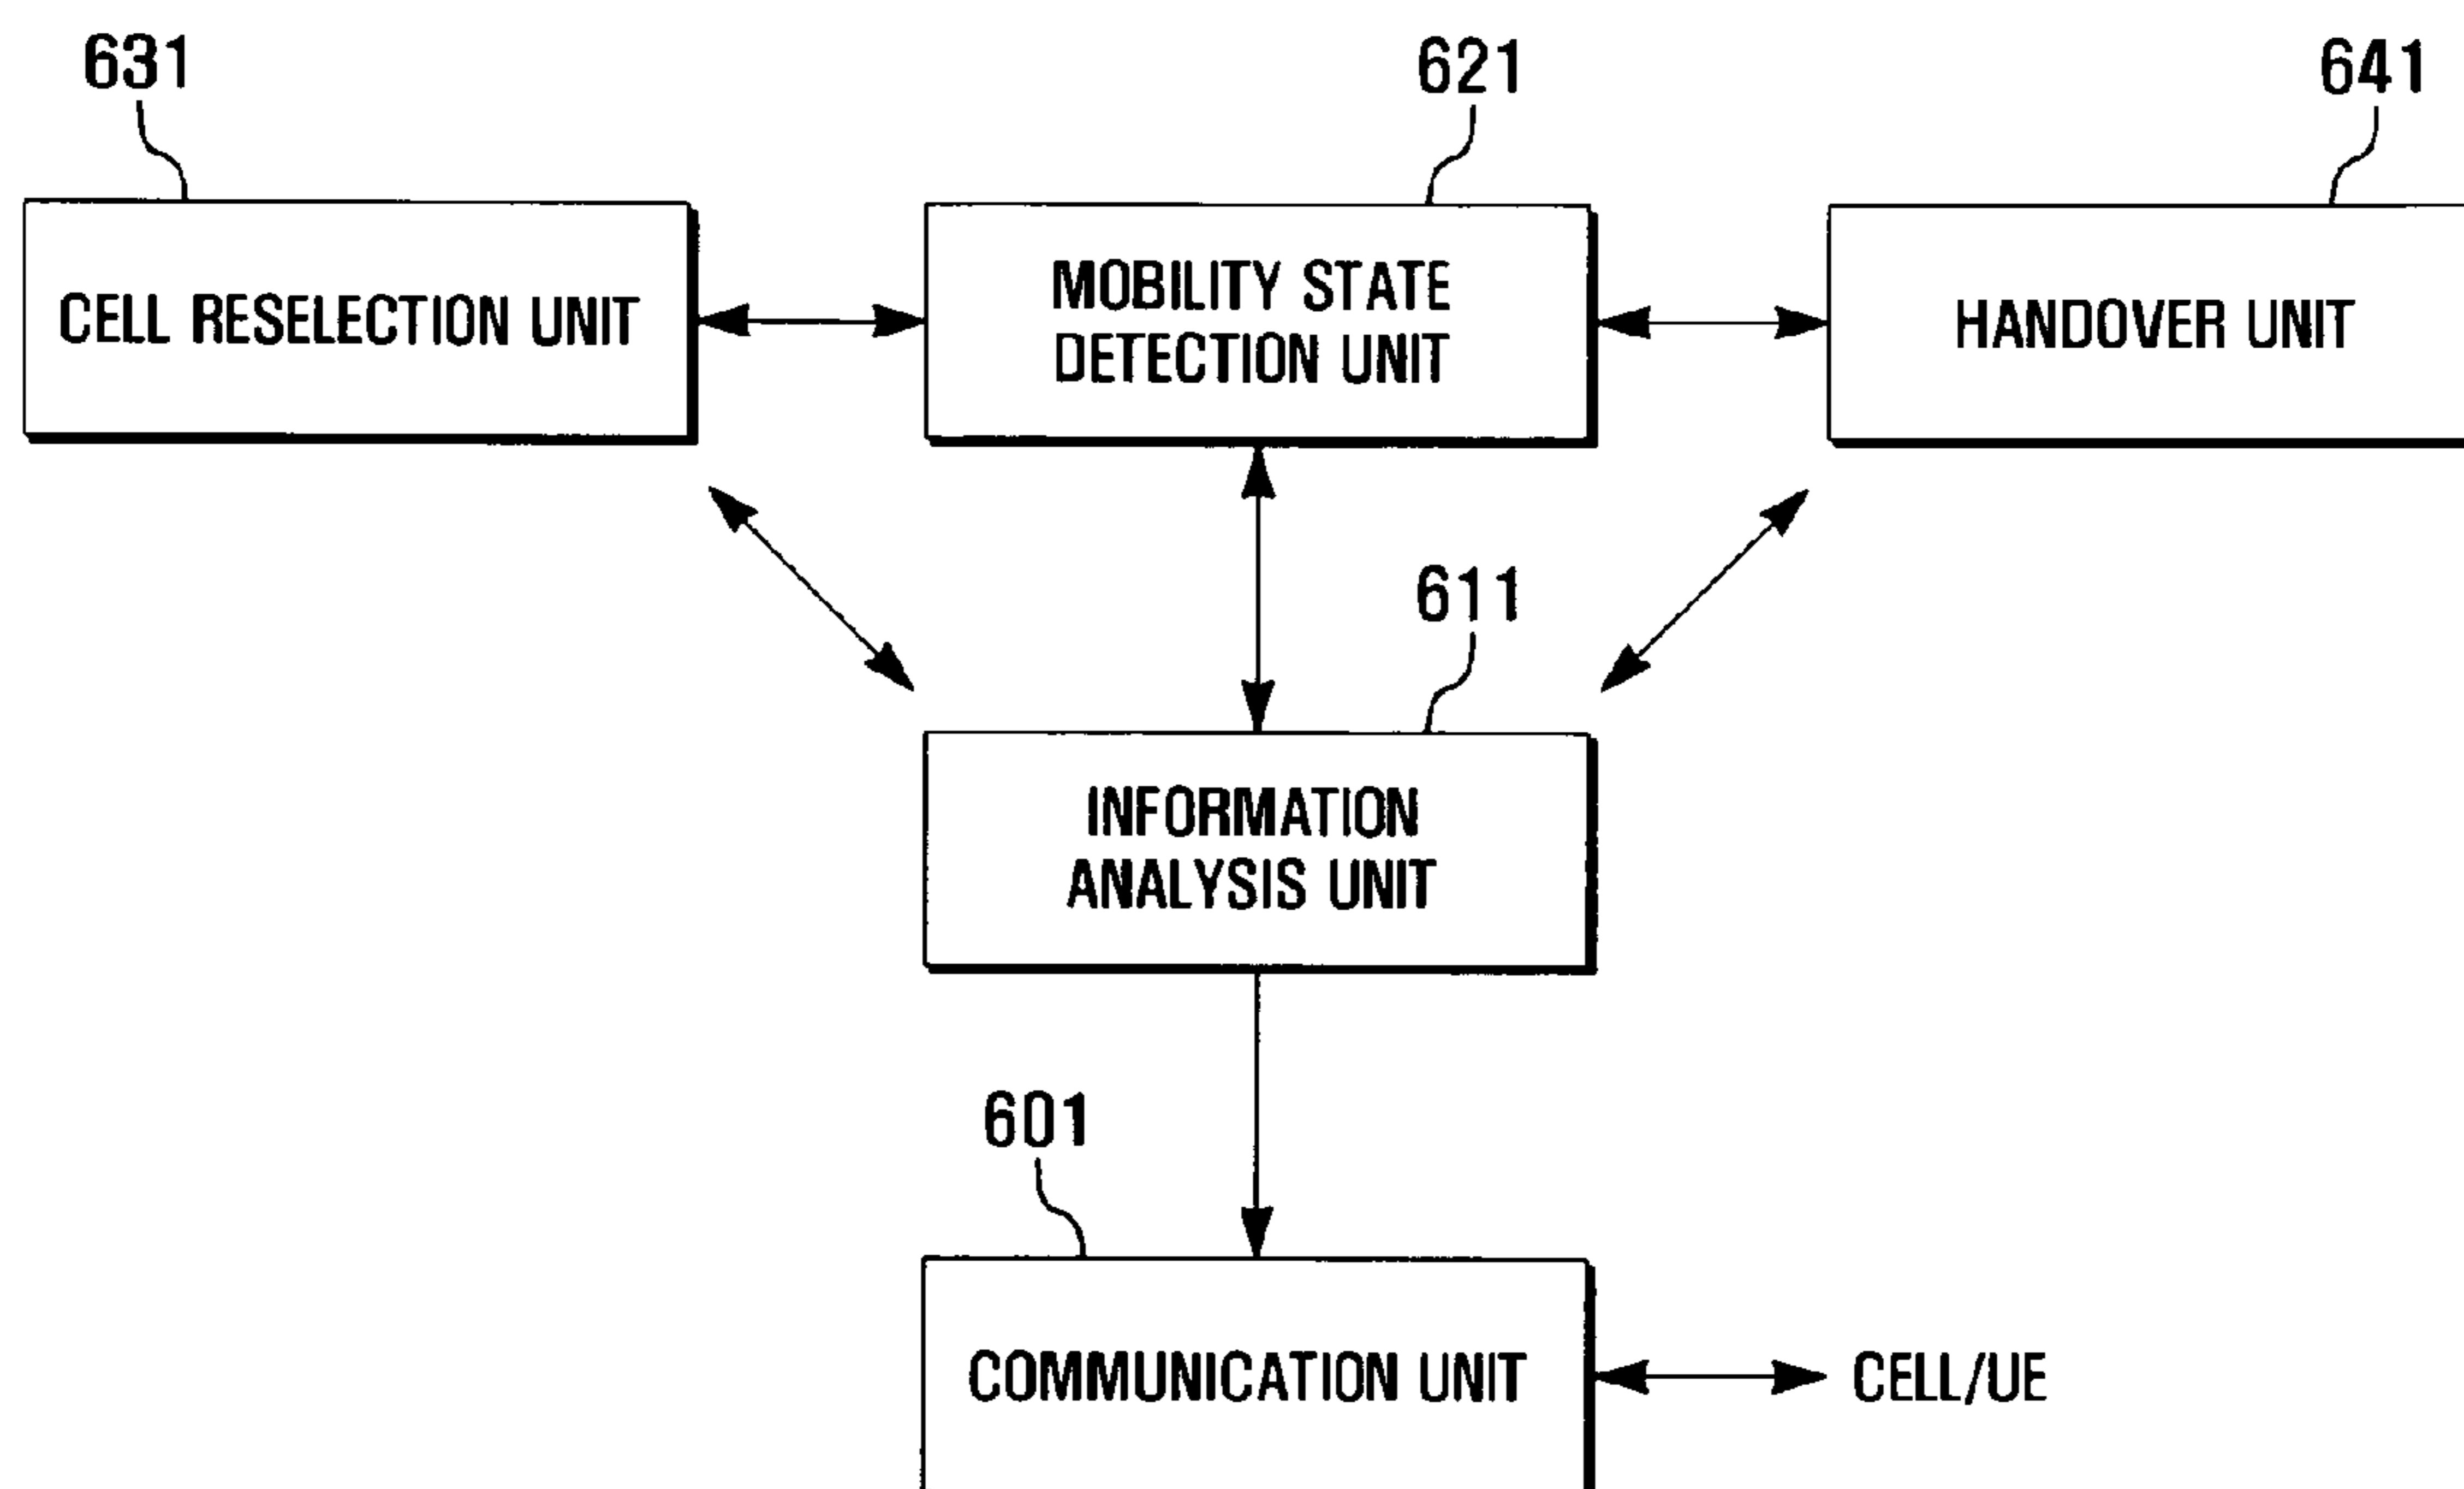 631
621
641
CELL RESELECTION UNIT
MOBILITY STATE
DETECTION UNIT
HANDOVER UNIT
611
INFORMATION
ANALYSIS UNIT
601
COMMUNICATION UNIT
CELL/UE